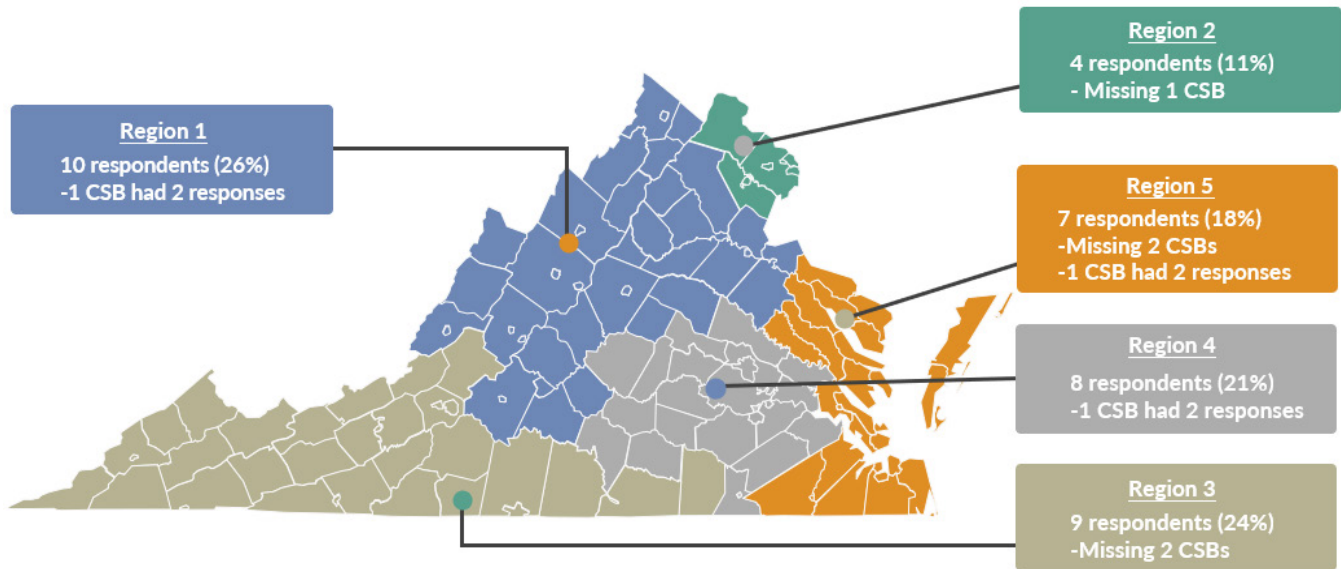 Region 2
4 respondents (11%)
- Missing 1 CSB
Region 1
10 respondents (26%)
-1 CSB had 2 responses
Region 5
7 respondents (18%)
-Missing 2 CSBs
-1 CSB had 2 responses
Region 4
8 respondents (21%)
-1 CSB had 2 responses
Region 3
9 respondents (24%)
-Missing 2 CSBs